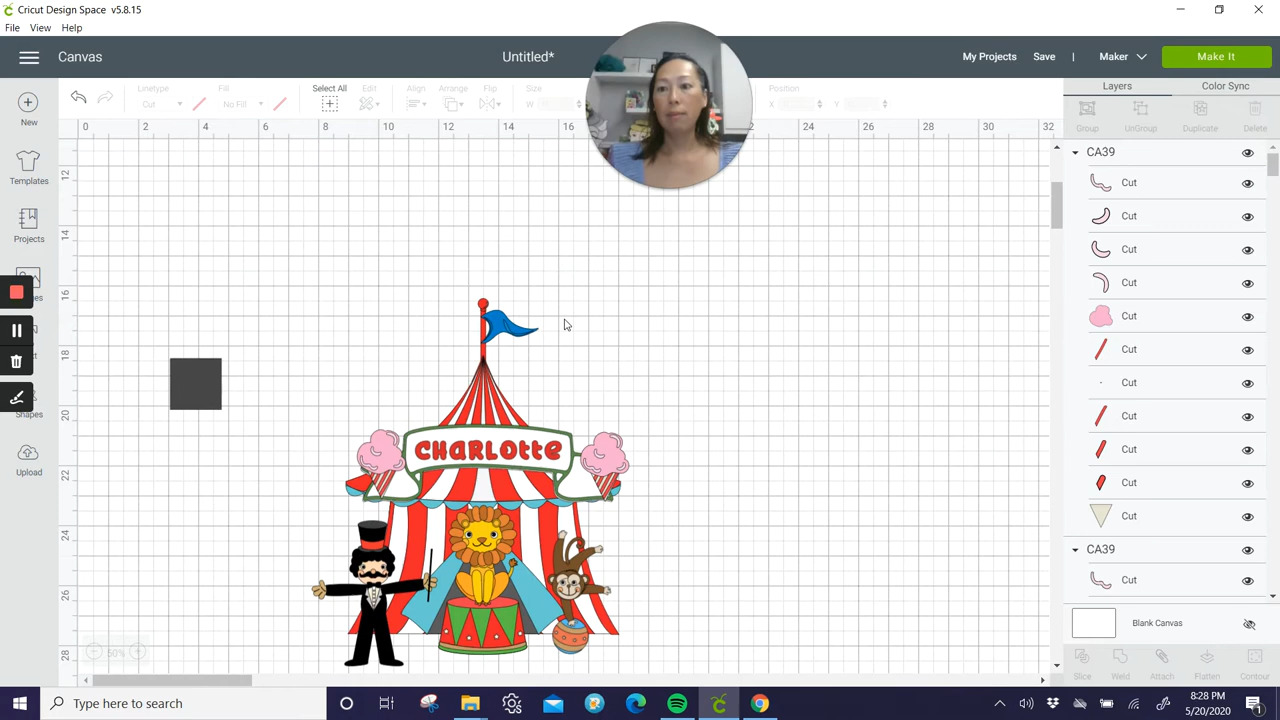 Cricut Design Space v5.8.15
File View Help
Canvas
Untitled*
My Projects Save | Maker Make It
New
Templates
Projects
Shapes
Upload
Linetype
Cut
Fill
No Fill
Select All
Edit
Align
Arrange
Flip
Size
W
Position
X
Y
Layers Color Sync
Group UnGroup Duplicate Delete
0 2 4 6 8 10 12 14 16 24 26 28 30 32
12
14
16
18
20
22
24
26
28
CHARLOTTE
50%
CA39
Cut
Cut
Cut
Cut
Cut
Cut
Cut
Cut
Cut
Cut
Cut
CA39
Cut
Blank Canvas
Slice Weld Attach Flatten Contour
Type here to search
8:28 PM
5/20/2020